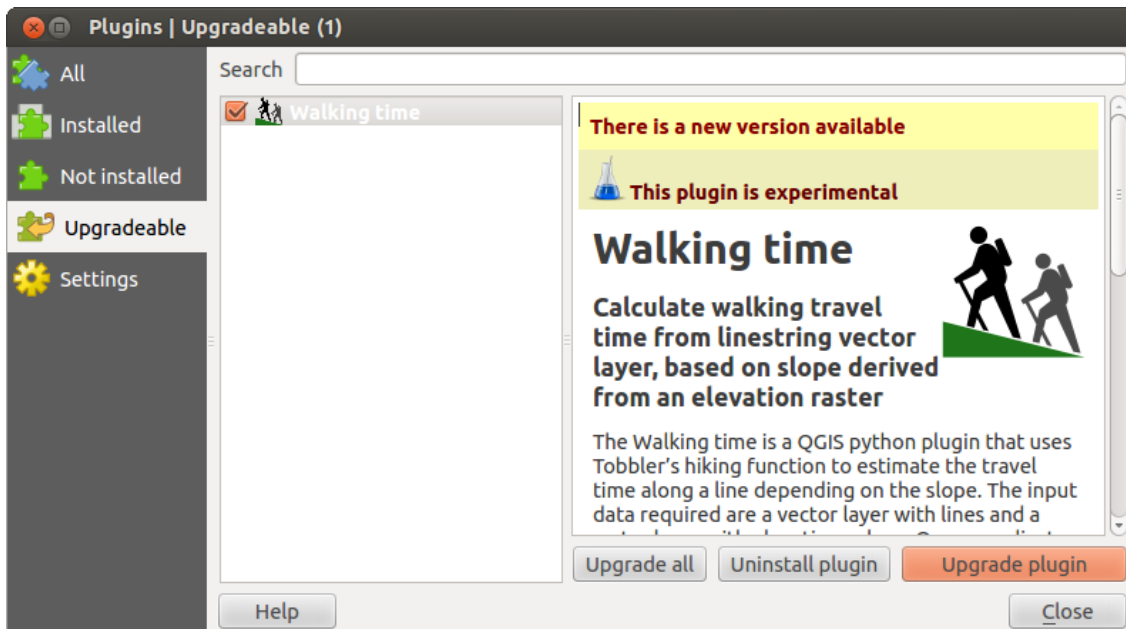 Plugins | Upgradeable (1)
All
Installed
Not installed
Upgradeable
Settings
Search
Walking time
There is a new version available
This plugin is experimental
Walking time
Calculate walking travel
time from linestring vector
layer, based on slope derived
from an elevation raster
The Walking time is a QGIS python plugin that uses
Tobbler's hiking function to estimate the travel
time along a line depending on the slope. The input
data required are a vector layer with lines and a
Upgrade all
Uninstall plugin
Upgrade plugin
Help
Close